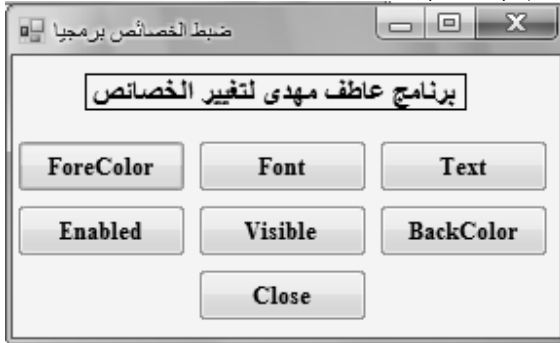 ضبط الخصائص برمجيا
برنامج عاطف مهدى لتغيير الخصائص
ForeColor Font Text
Enabled Visible BackColor
Close